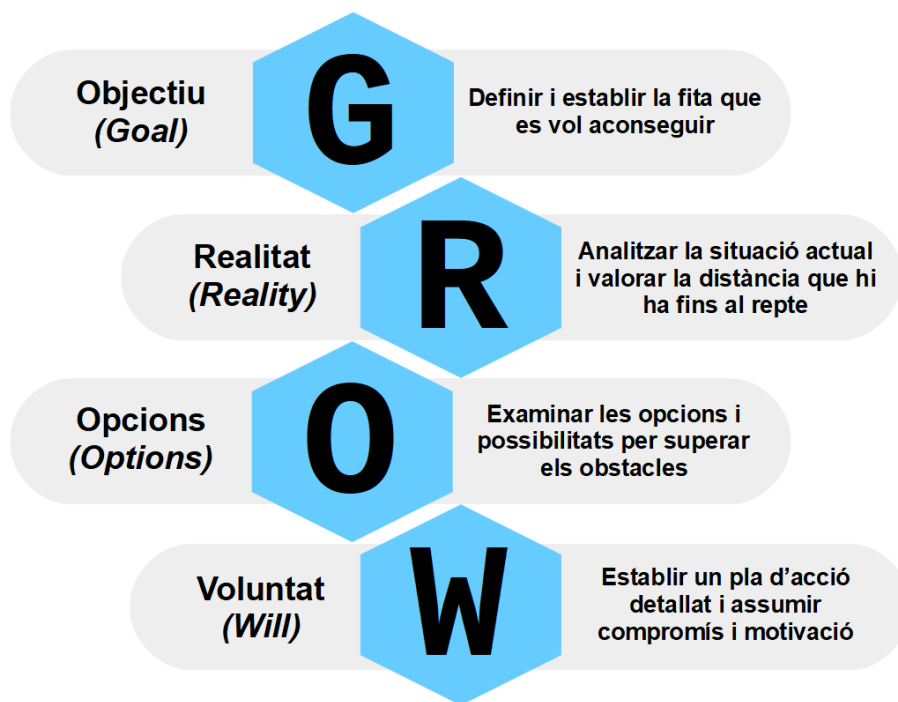 Objectiu
(Goal)
G
Definir i establir la fita que
es vol aconseguir
Realitat
(Reality)
R
Analitzar la situació actual
i valorar la distància que hi
ha fins al repte
Opcions
(Options)
O
Examinar les opcions i
possibilitats per superar
els obstacles
Voluntat
(Will)
W
Establir un pla d’acció
detallat i assumir
compromís i motivació